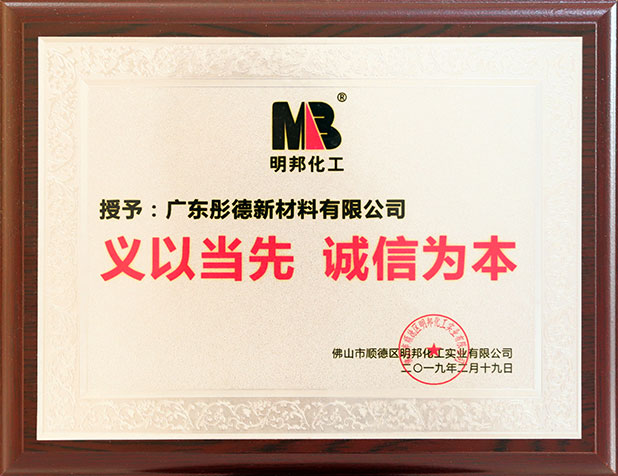 MB®
明邦化工
授予：广东彤德新材料有限公司
义以当先 诚信为本
佛山市顺德区明邦化工实业有限公司
二〇一九年二月十九日